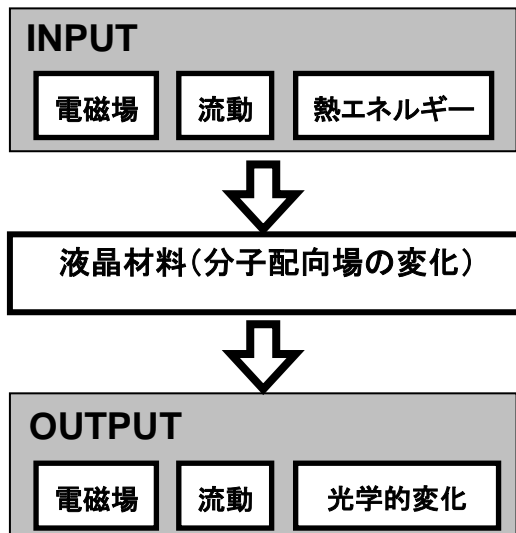 INPUT
電磁場 流動 熱エネルギー
液晶材料(分子配向場の変化)
OUTPUT
電磁場 流動 光学的変化